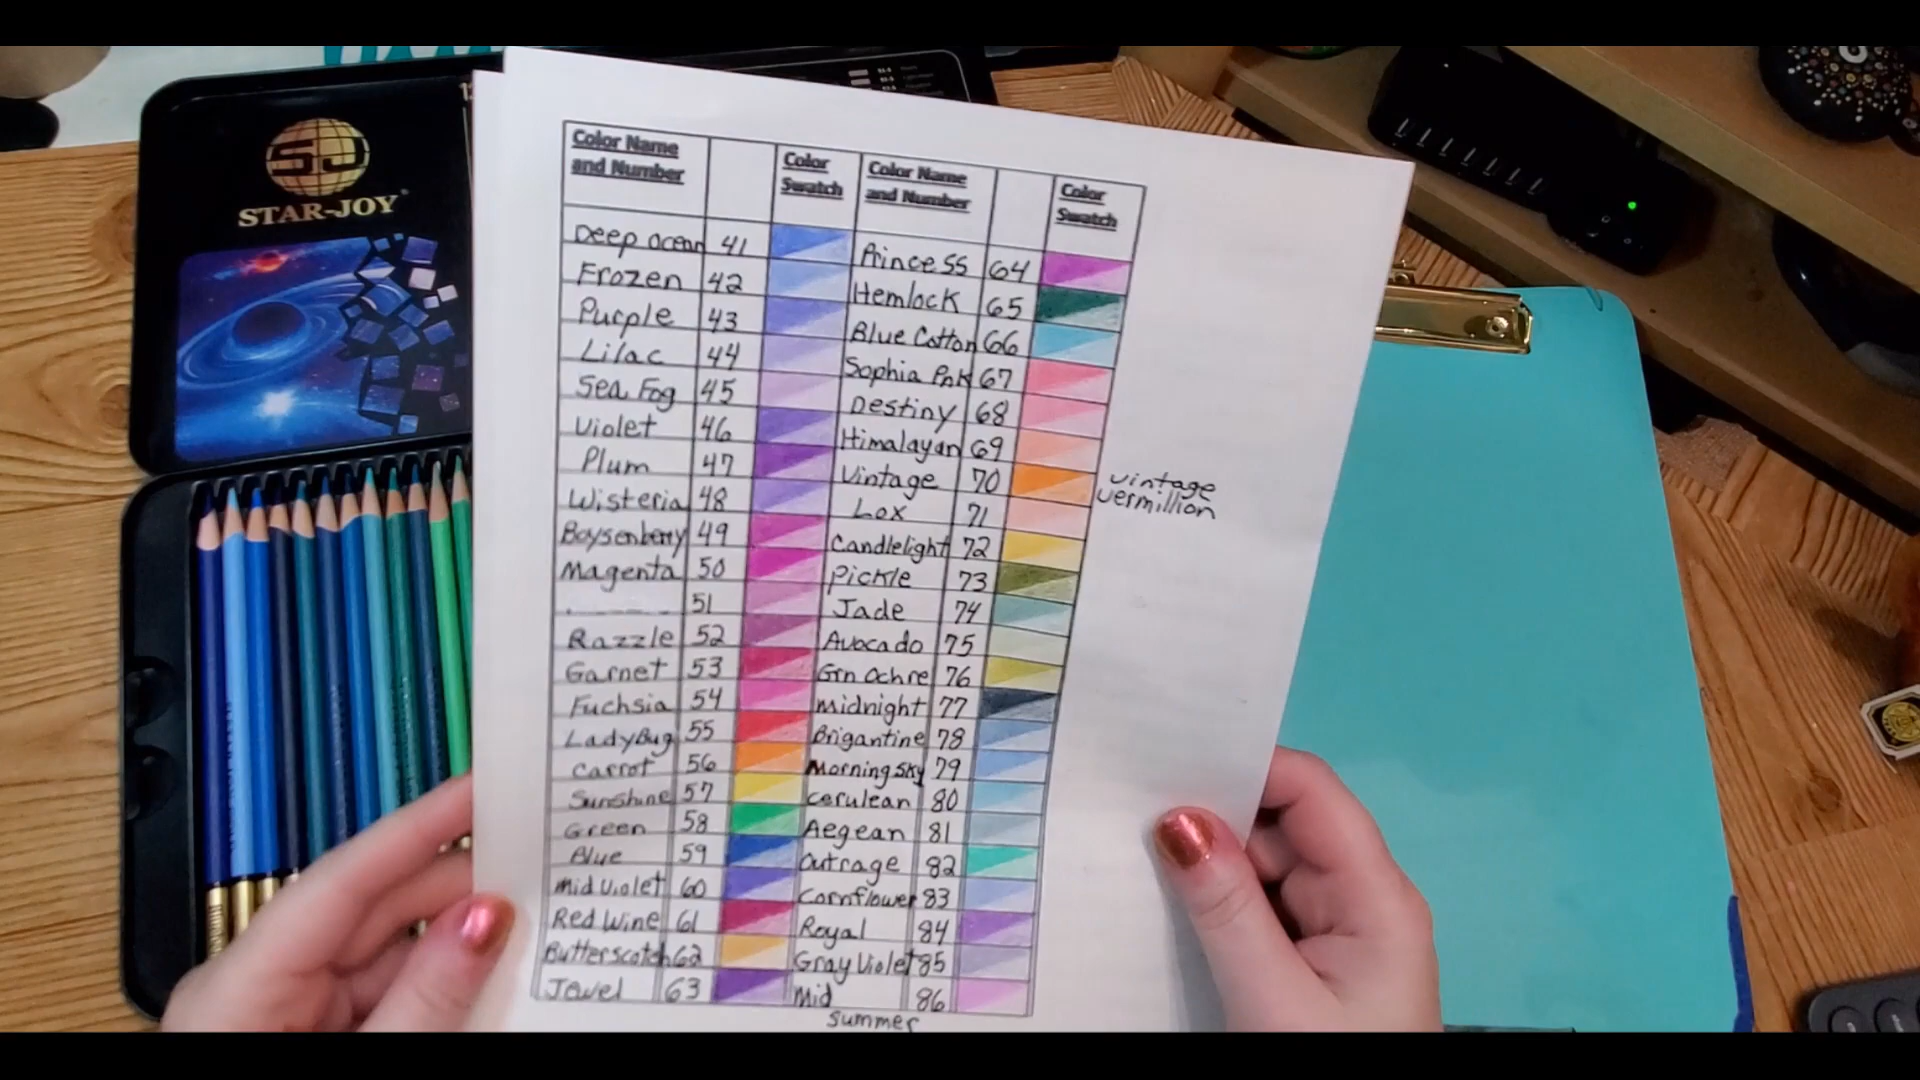 SJ
STAR-JOY
Color Name
and Number
Color
Swatch
Color Name
and Number
Color
Swatch
Deep Ocean 41
Frozen 42
Purple 43
Lilac 44
Sea Fog 45
Violet 46
Plum 47
Wisteria 48
Boysenberry 49
Magenta 50
51
Razzle 52
Garnet 53
Fuchsia 54
LadyBug 55
Carrot 56
Sunshine 57
Green 58
Blue 59
Mid Violet 60
Red Wine 61
Butterscotch 62
Jewel 63
Princess 64
Hemlock 65
Blue Cotton 66
Sophia Pnk 67
Destiny 68
Himalayan 69
Vintage 70
vintage
vermillion
Lox 71
Candlelight 72
Pickle 73
Jade 74
Avocado 75
Grn Ochre 76
Midnight 77
Brigantine 78
Morning Sky 79
Cerulean 80
Aegean 81
Outrage 82
Cornflower 83
Royal 84
Gray Violet 85
Mid 86
summer